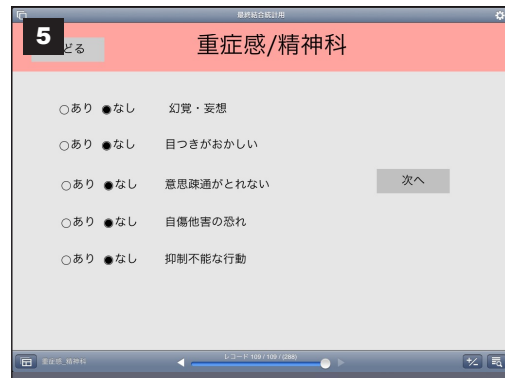 最終結合統計用
5
どる
重症感/精神科
○あり ●なし 幻覚・妄想
○あり ●なし 目つきがおかしい
○あり ●なし 意思疎通がとれない
次へ
○あり ●なし 自傷他害の恐れ
○あり ●なし 抑制不能な行動
重症感_精神科
レコード 109 / 109 / (268)